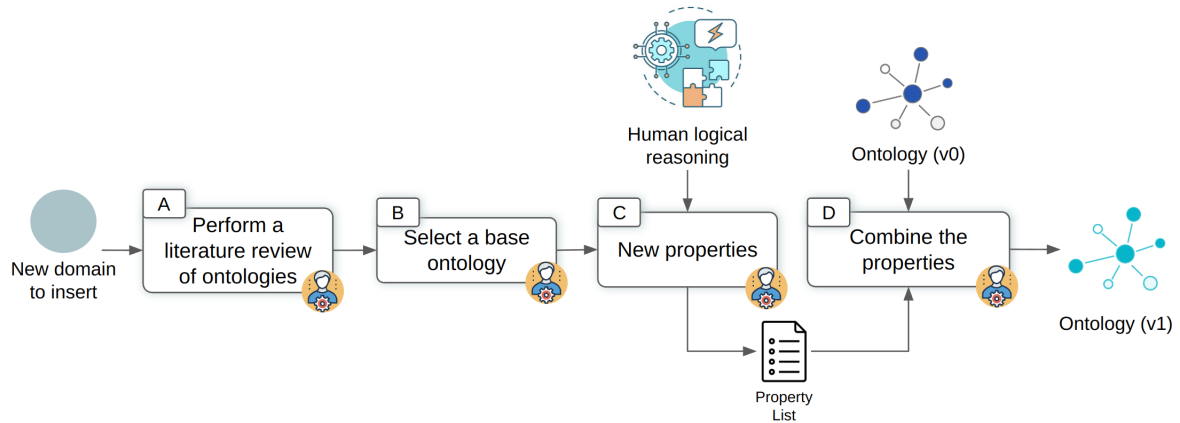 Human logical
reasoning
Ontology (v0)
A
Perform a
literature review
of ontologies
B
Select a base
ontology
C
New properties
D
Combine the
properties
New domain
to insert
Ontology (v1)
Property
List